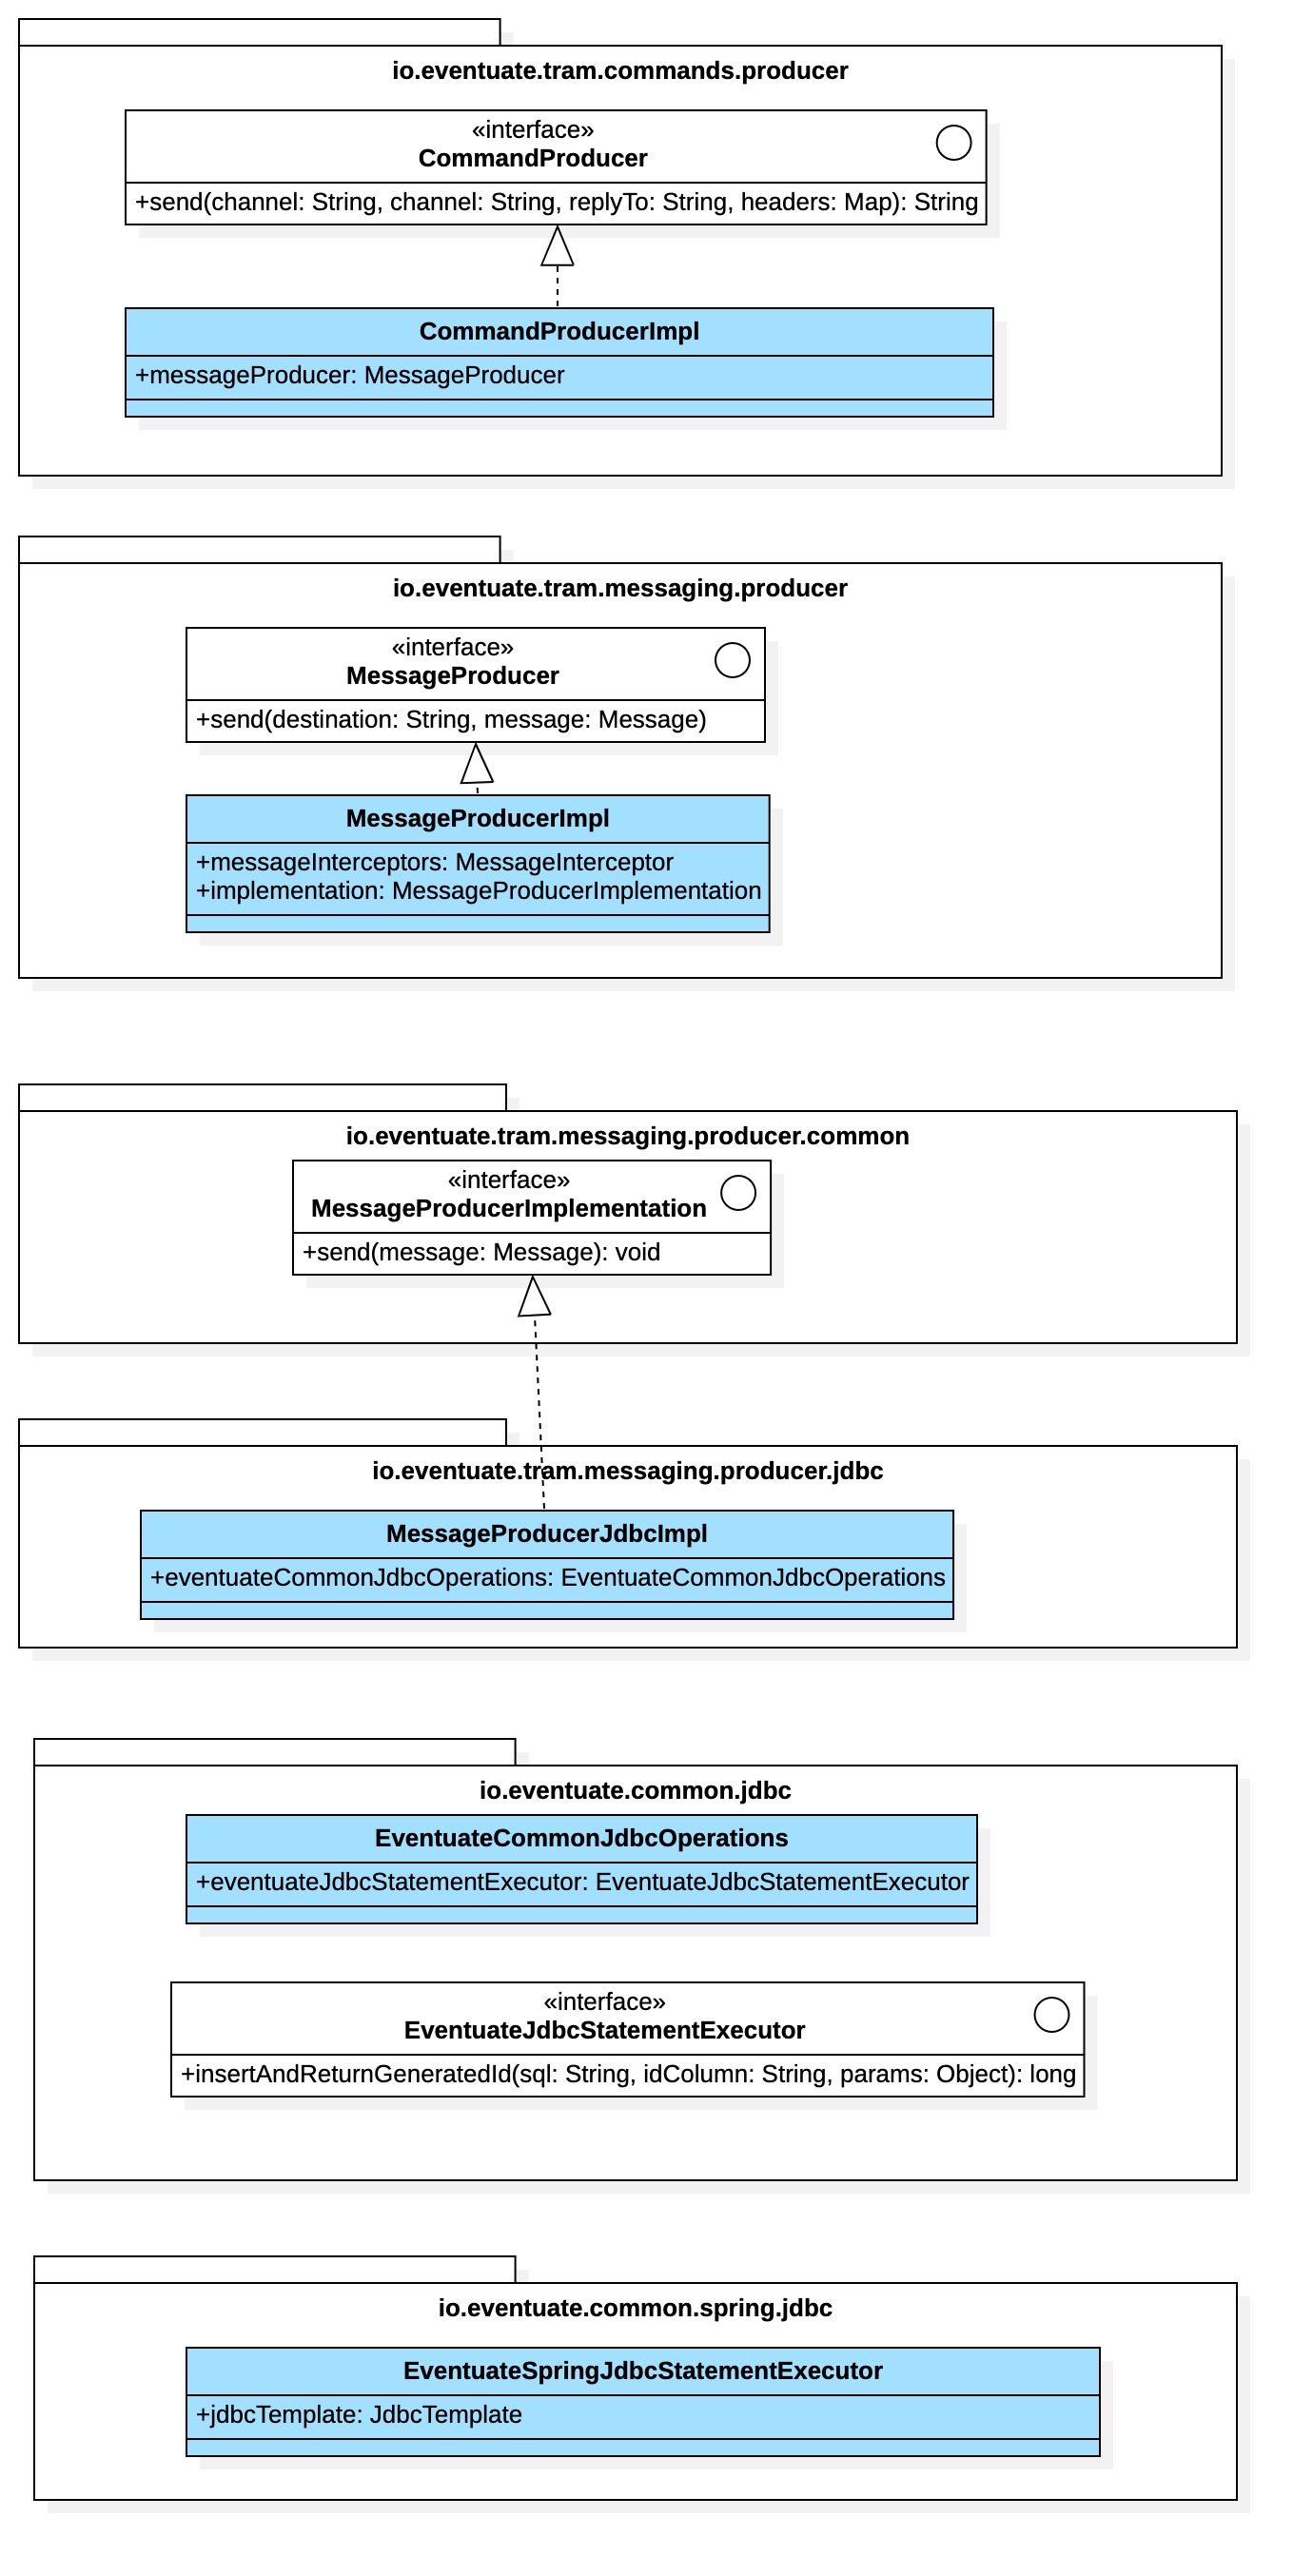 io.eventuate.tram.commands.producer
«interface»
CommandProducer
+send(channel: String, channel: String, replyTo: String, headers: Map): String
CommandProducerImpl
+messageProducer: MessageProducer
io.eventuate.tram.messaging.producer
«interface»
MessageProducer
+send(destination: String, message: Message)
MessageProducerImpl
+messageInterceptors: MessageInterceptor
+implementation: MessageProducerImplementation
io.eventuate.tram.messaging.producer.common
«interface»
MessageProducerImplementation
+send(message: Message): void
io.eventuate.tram.messaging.producer.jdbc
MessageProducerJdbcImpl
+eventuateCommonJdbcOperations: EventuateCommonJdbcOperations
io.eventuate.common.jdbc
EventuateCommonJdbcOperations
+eventuateJdbcStatementExecutor: EventuateJdbcStatementExecutor
«interface»
EventuateJdbcStatementExecutor
+insertAndReturnGeneratedId(sql: String, idColumn: String, params: Object): long
io.eventuate.common.spring.jdbc
EventuateSpringJdbcStatementExecutor
+jdbcTemplate: JdbcTemplate